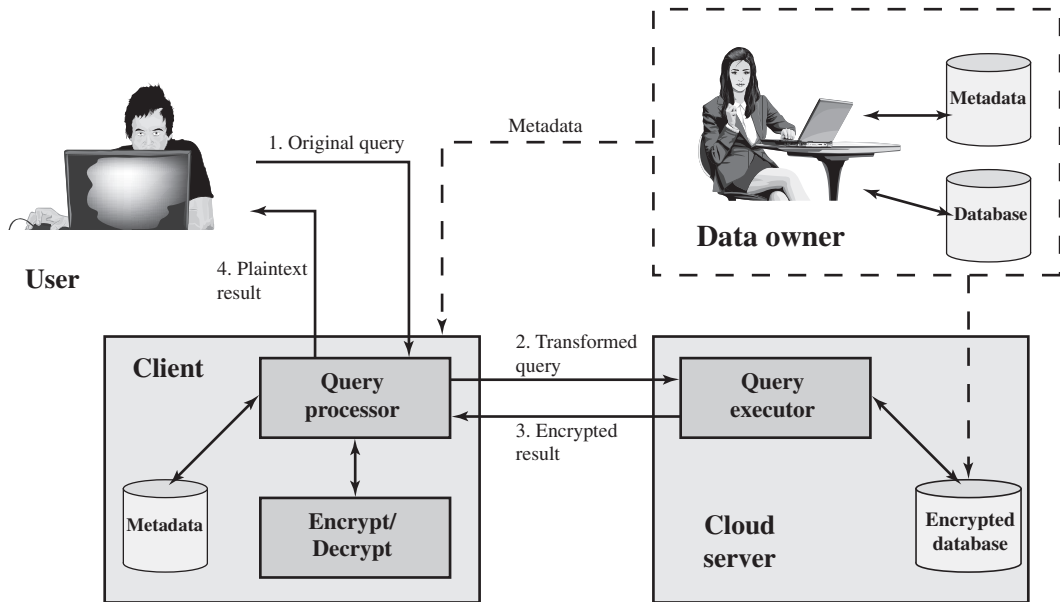 Metadata
Metadata
Database
Data owner
1. Original query
User
4. Plaintext
result
Client
Query
processor
Metadata
Encrypt/
Decrypt
2. Transformed
query
3. Encrypted
result
Query
executor
Cloud
server
Encrypted
database